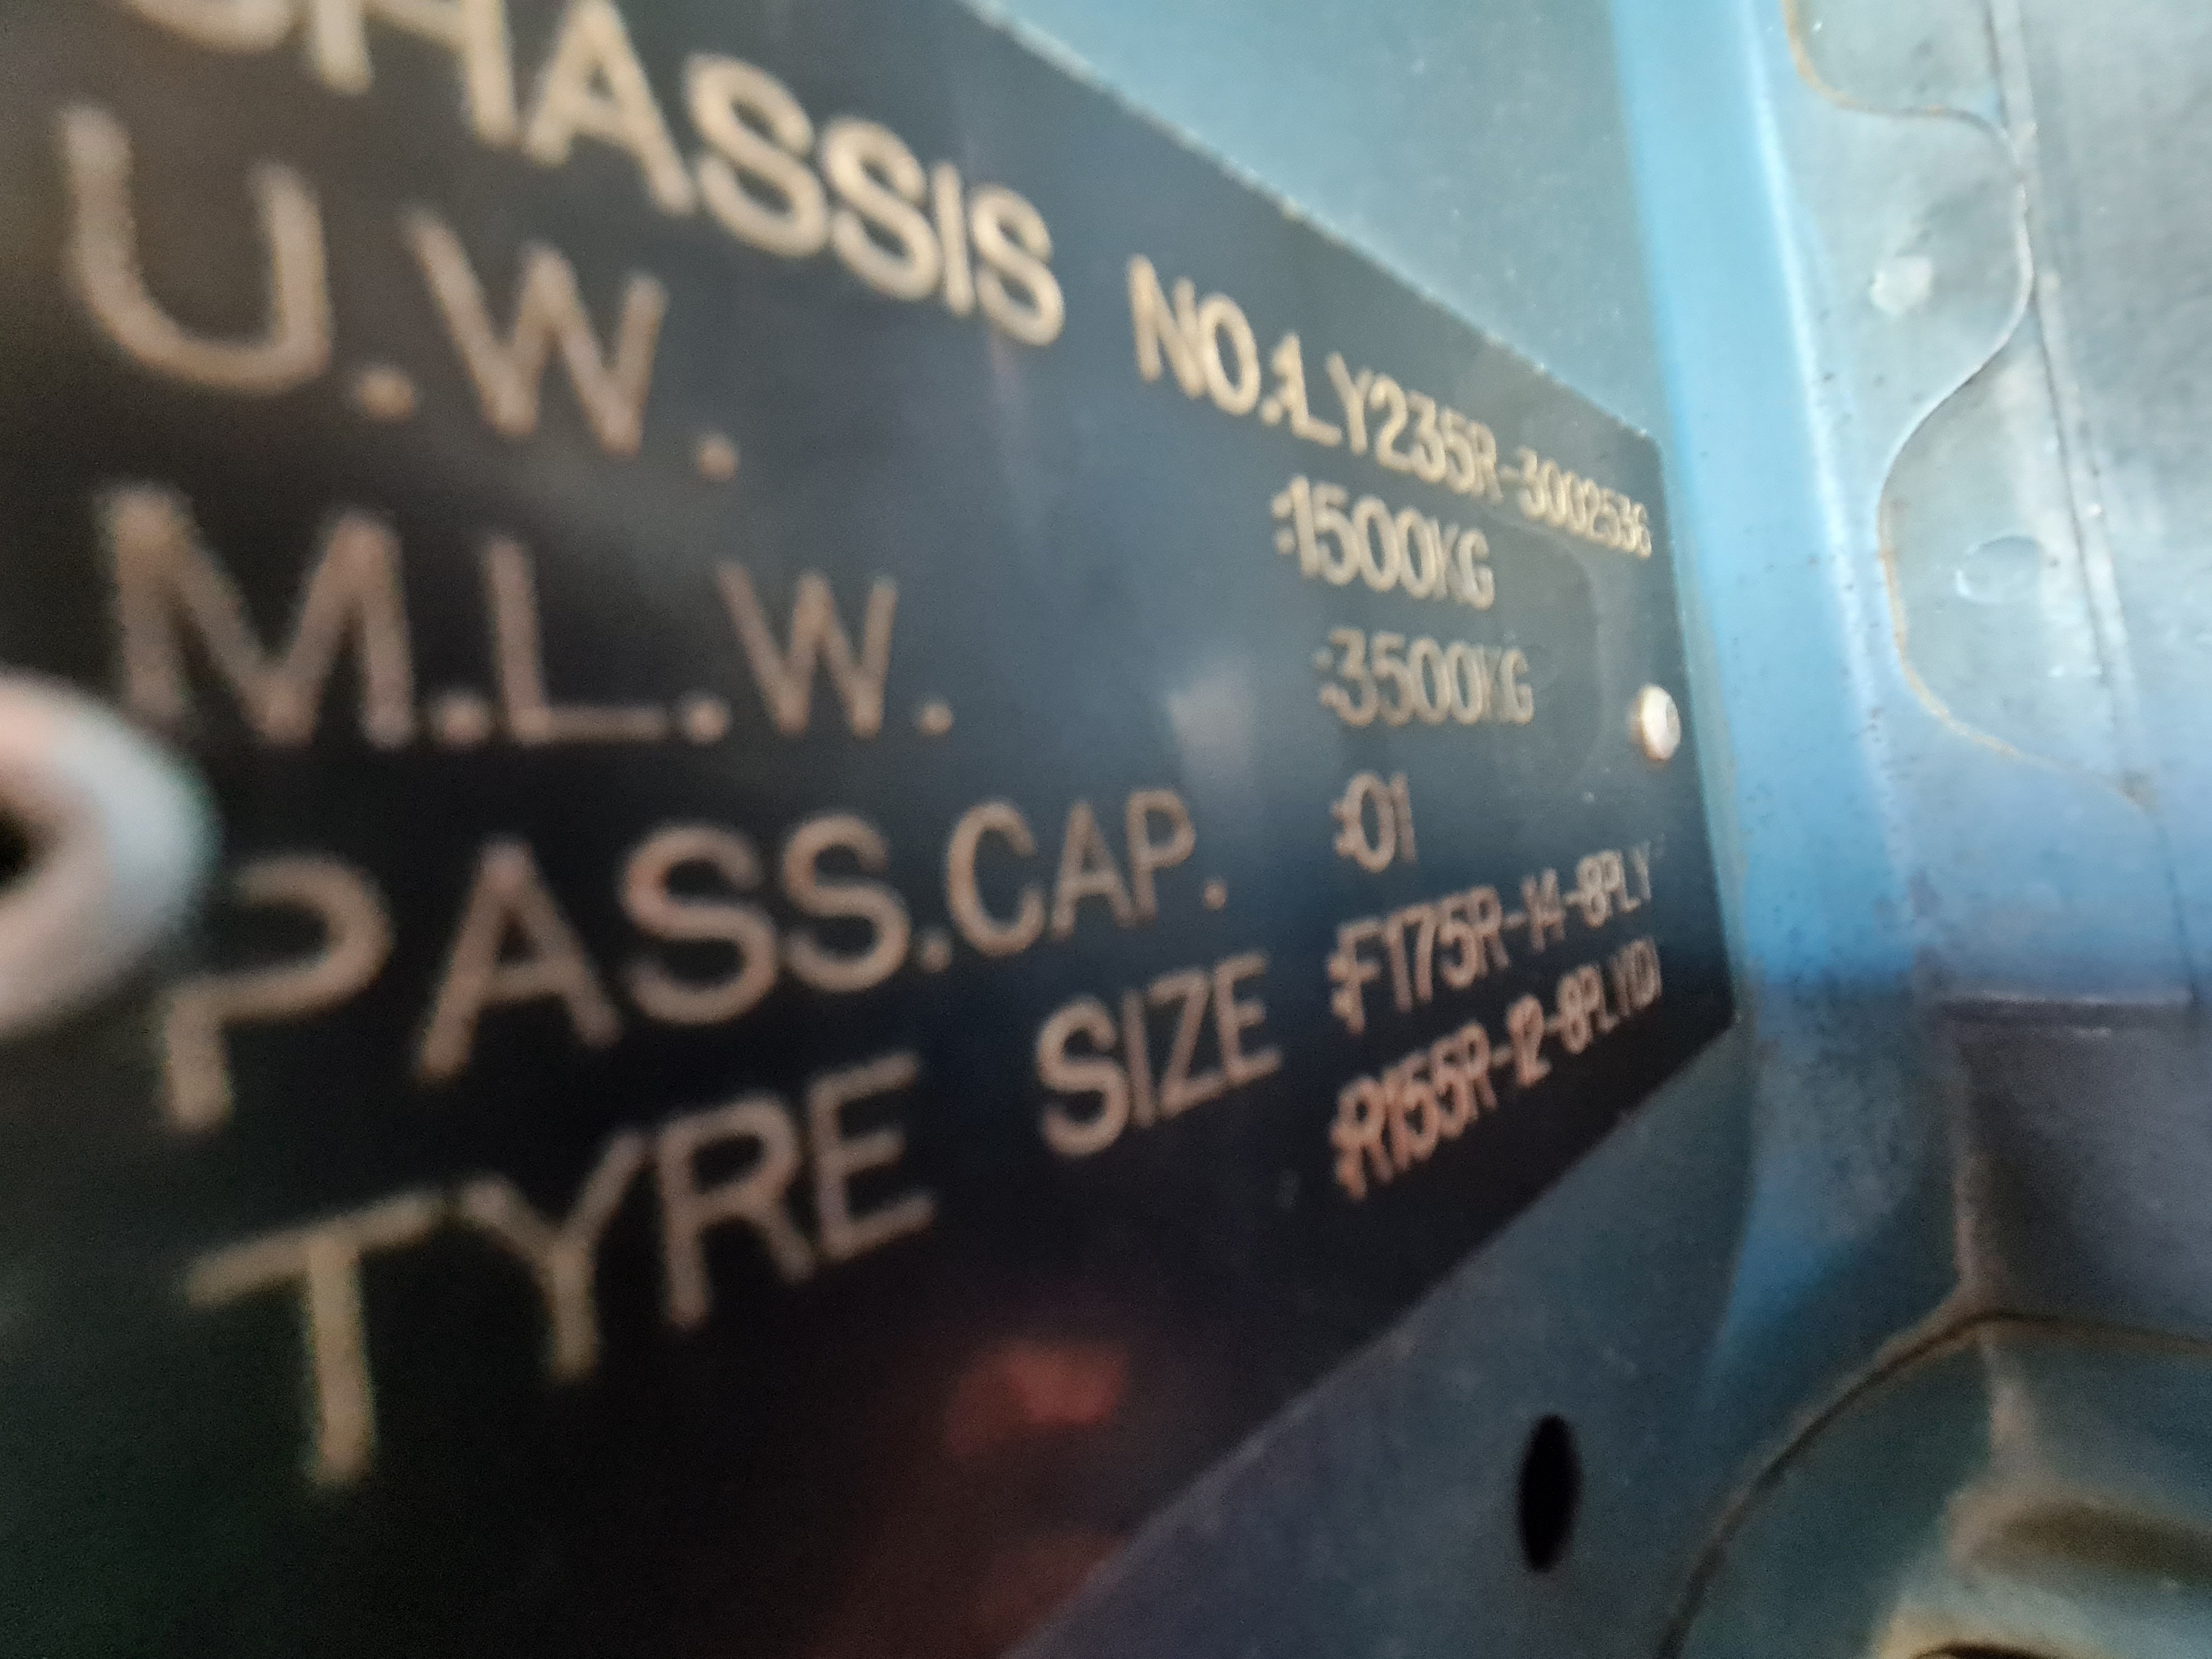 CHASSIS NO.:LY235R-3002536
U.W. :1500KG
M.L.W. :3500KG
PASS.CAP. :01
TYRE SIZE :F175R-14-8PLY
:R155R-12-8PLY(D)